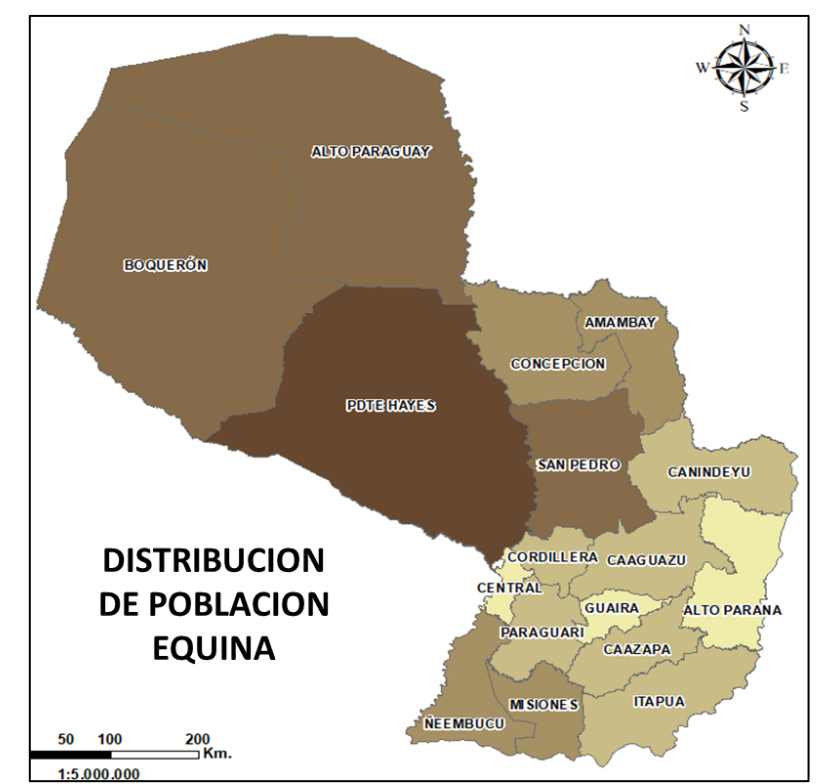 N
W E
S
ALTO PARAGUAY
BOQUERÓN
AMAMBAY
CONCEPCION
PDTE HAYES
SAN PEDRO
CANINDEYU
CORDILLERA
CAAGUAZU
CENTRAL
GUAIRA
ALTO PARANA
PARAGUARI
CAAZAPA
ITAPUA
MISIONES
ÑEEMBUCU
DISTRIBUCION
DE POBLACION
EQUINA
50 100 200
Km.
1:5.000.000